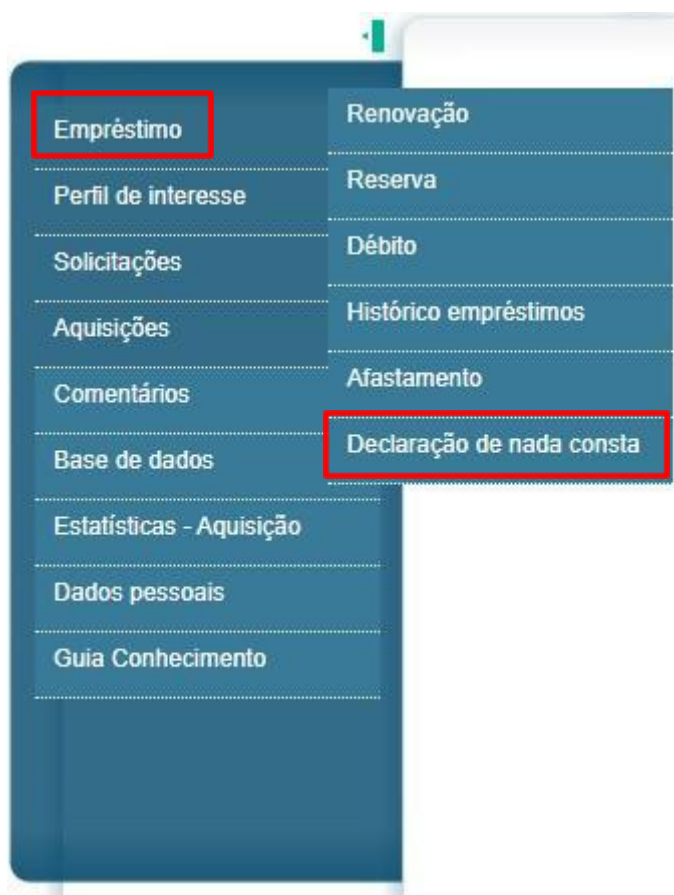 Empréstimo
Perfil de interesse
Solicitações
Aquisições
Comentários
Base de dados
Estatísticas - Aquisição
Dados pessoais
Guia Conhecimento
Renovação
Reserva
Débito
Histórico empréstimos
Afastamento
Declaração de nada consta